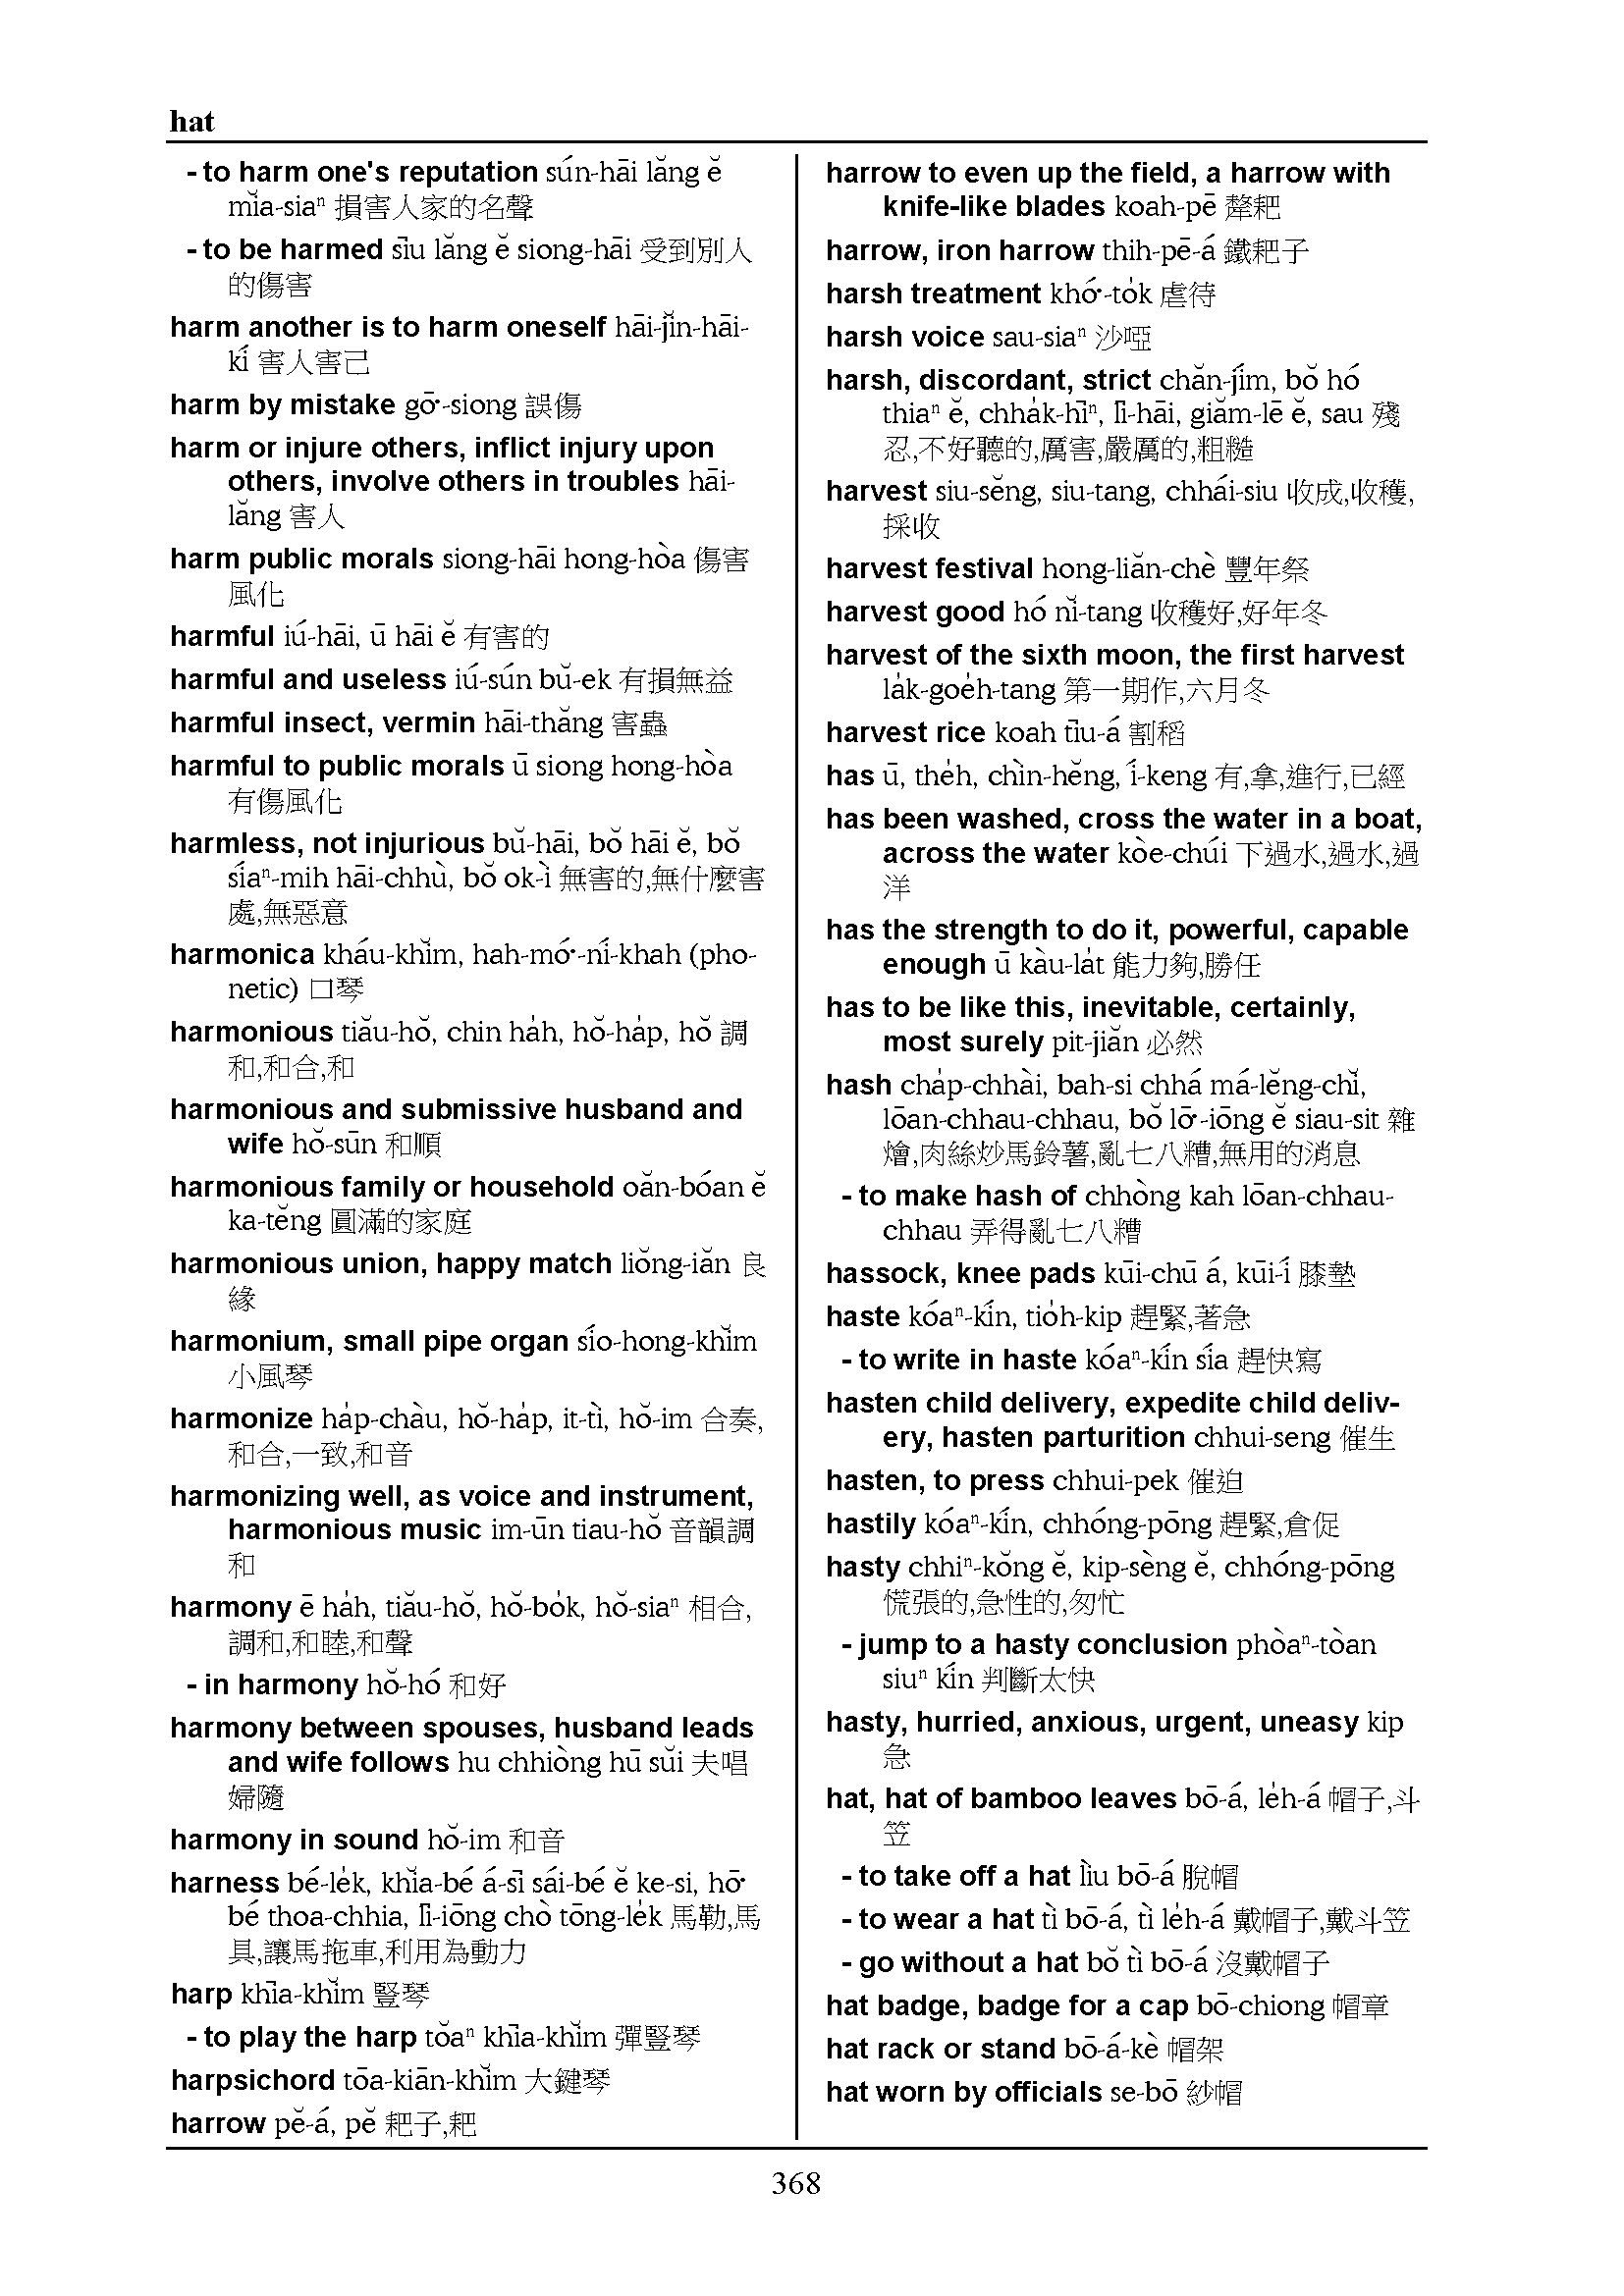 hat
- to harm one's reputation sún-hāi lăng ĕ
mĭa-siaⁿ 損害人家的名聲
- to be harmed sīu lăng ĕ siong-hāi 受到別人
的傷害
harm another is to harm oneself hāi-jĭn-hāi-
kí 害人害己
harm by mistake gō͘-siong 誤傷
harm or injure others, inflict injury upon
others, involve others in troubles hāi-
lăng 害人
harm public morals siong-hāi hong-hòa 傷害
風化
harmful iú-hāi, ū hāi ĕ 有害的
harmful and useless iú-sún bŭ-ek 有損無益
harmful insect, vermin hāi-thăng 害蟲
harmful to public morals ū siong hong-hòa
有傷風化
harmless, not injurious bŭ-hāi, bŏ hāi ĕ, bŏ
síaⁿ-mih hāi-chhù, bŏ ok-ì 無害的,無什麼害
處,無惡意
harmonica kháu-khĭm, hah-mó͘-ní-khah (pho-
netic) 口琴
harmonious tiău-hŏ, chin ha̍h, hŏ-ha̍p, hŏ 調
和,和合,和
harmonious and submissive husband and
wife hŏ-sūn 和順
harmonious family or household oăn-bóan ĕ
ka-tĕng 圓滿的家庭
harmonious union, happy match liŏng-iăn 良
緣
harmonium, small pipe organ sío-hong-khĭm
小風琴
harmonize ha̍p-chàu, hŏ-ha̍p, it-tì, hŏ-im 合奏,
和合,一致,和音
harmonizing well, as voice and instrument,
harmonious music im-ūn tiau-hŏ 音韻調
和
harmony ē ha̍h, tiău-hŏ, hŏ-bo̍k, hŏ-siaⁿ 相合,
調和,和睦,和聲
- in harmony hŏ-hó 和好
harmony between spouses, husband leads
and wife follows hu chhiòng hū sŭi 夫唱
婦隨
harmony in sound hŏ-im 和音
harness bé-le̍k, khĭa-bé á-sī sái-bé ĕ ke-si, hō͘
bé thoa-chhia, lī-iōng chò tōng-le̍k 馬勒,馬
具,讓馬拖車,利用為動力
harp khīa-khĭm 豎琴
- to play the harp tŏaⁿ khīa-khĭm 彈豎琴
harpsichord tōa-kiān-khĭm 大鍵琴
harrow pĕ-á, pĕ 耙子,耙
harrow to even up the field, a harrow with
knife-like blades koah-pē 犛耙
harrow, iron harrow thih-pē-á 鐵耙子
harsh treatment khó͘-to̍k 虐待
harsh voice sau-siaⁿ 沙啞
harsh, discordant, strict chăn-jím, bŏ hó
thiaⁿ ĕ, chha̍k-hīⁿ, lī-hāi, giăm-lē ĕ, sau 殘
忍,不好聽的,厲害,嚴厲的,粗糙
harvest siu-sĕng, siu-tang, chhái-siu 收成,收穫,
採收
harvest festival hong-liăn-chè 豐年祭
harvest good hó nĭ-tang 收穫好,好年冬
harvest of the sixth moon, the first harvest
la̍k-goe̍h-tang 第一期作,六月冬
harvest rice koah tīu-á 割稻
has ū, the̍h, chìn-hĕng, í-keng 有,拿,進行,已經
has been washed, cross the water in a boat,
across the water kòe-chúi 下過水,過水,過
洋
has the strength to do it, powerful, capable
enough ū kàu-la̍t 能力夠,勝任
has to be like this, inevitable, certainly,
most surely pit-jiăn 必然
hash cha̍p-chhài, bah-si chhá má-lĕng-chĭ,
lōan-chhau-chhau, bŏ lō͘-iōng ĕ siau-sit 雜
燴,肉絲炒馬鈴薯,亂七八糟,無用的消息
- to make hash of chhòng kah lōan-chhau-
chhau 弄得亂七八糟
hassock, knee pads kūi-chū á, kūi-í 膝墊
haste kóaⁿ-kín, tio̍h-kip 趕緊,著急
- to write in haste kóaⁿ-kín sía 趕快寫
hasten child delivery, expedite child deliv-
ery, hasten parturition chhui-seng 催生
hasten, to press chhui-pek 催迫
hastily kóaⁿ-kín, chhóng-pōng 趕緊,倉促
hasty chhiⁿ-kŏng ĕ, kip-sèng ĕ, chhóng-pōng
慌張的,急性的,匆忙
- jump to a hasty conclusion phòaⁿ-tòan
siuⁿ kín 判斷太快
hasty, hurried, anxious, urgent, uneasy kip
急
hat, hat of bamboo leaves bō-á, le̍h-á 帽子,斗
笠
- to take off a hat lìu bō-á 脫帽
- to wear a hat tì bō-á, tì le̍h-á 戴帽子,戴斗笠
- go without a hat bŏ tì bō-á 沒戴帽子
hat badge, badge for a cap bō-chiong 帽章
hat rack or stand bō-á-kè 帽架
hat worn by officials se-bō 紗帽
368